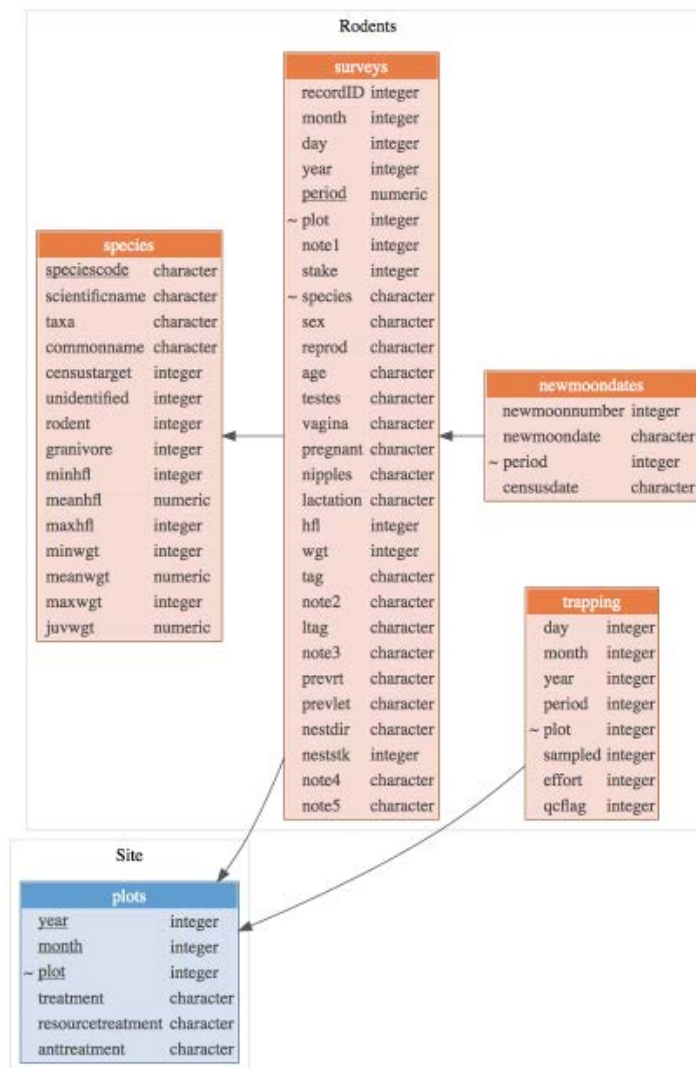 Rodents
surveys
recordID integer
month integer
day integer
year integer
period numeric
~ plot integer
note1 integer
stake integer
~ species character
sex character
reprod character
age character
testes character
vagina character
pregnant character
nipples character
lactation character
hfl integer
wgt integer
tag character
note2 character
ltag character
note3 character
prevrt character
prevlet character
nestdir character
neststk integer
note4 character
note5 character
species
speciescode character
scientificname character
taxa character
commonname character
censustarget integer
unidentified integer
rodent integer
granivore integer
minhfl integer
meanhfl numeric
maxhfl integer
minwgt integer
meanwgt numeric
maxwgt integer
juvwgt numeric
newmoondates
newmoonnumber integer
newmoondate character
~ period integer
censusdate character
trapping
day integer
month integer
year integer
period integer
~ plot integer
sampled integer
effort integer
qcflag integer
Site
plots
year integer
month integer
~ plot integer
treatment character
resourcetreatment character
anttreatment character